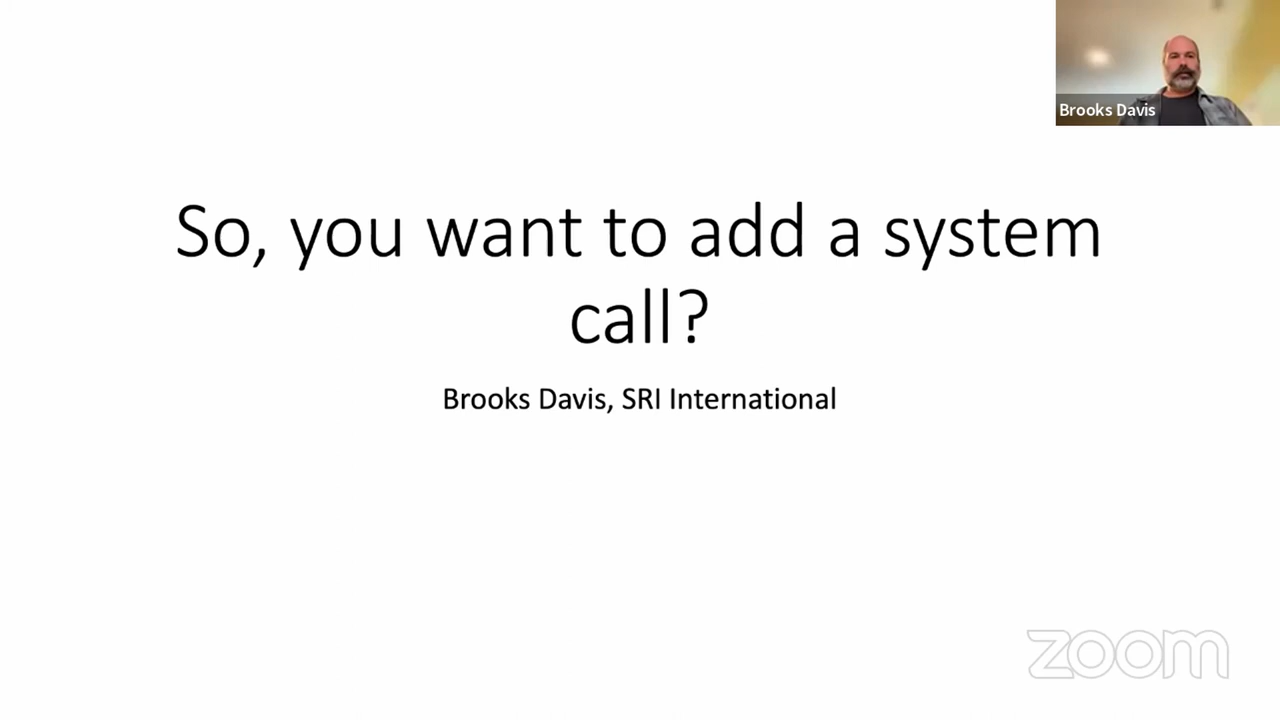 Brooks Davis
So, you want to add a system
call?
Brooks Davis, SRI International
zoom